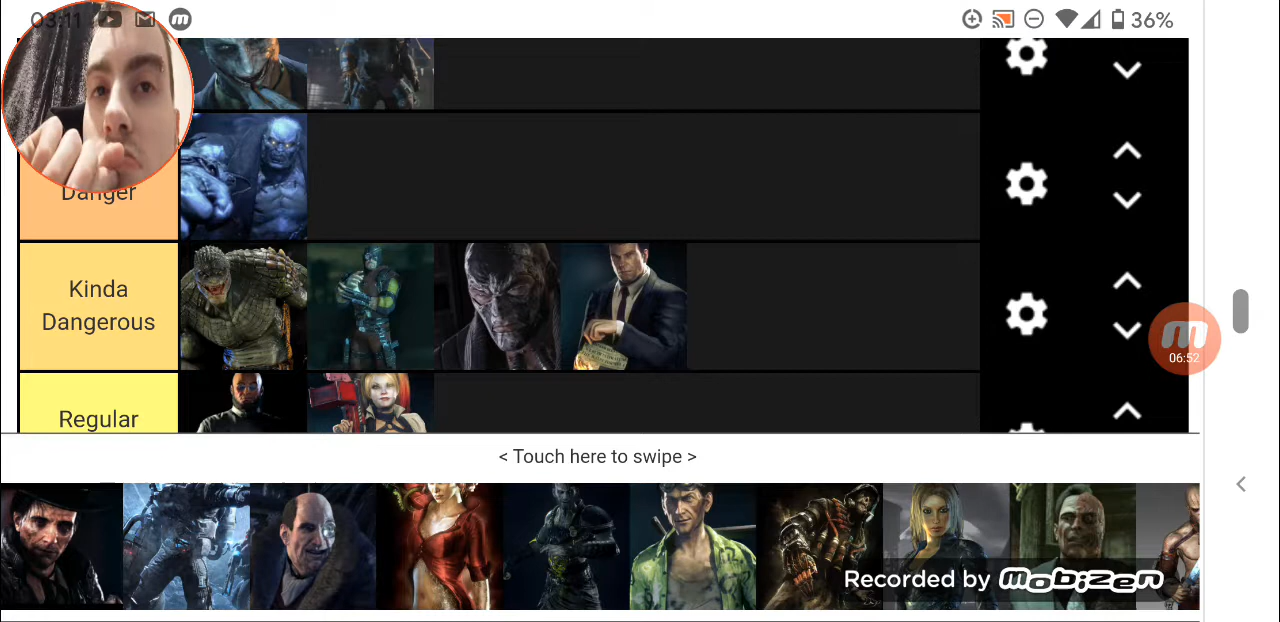 03:11
36%
Danger
Kinda
Dangerous
Regular
06:52
< Touch here to swipe >
Recorded by mobizen